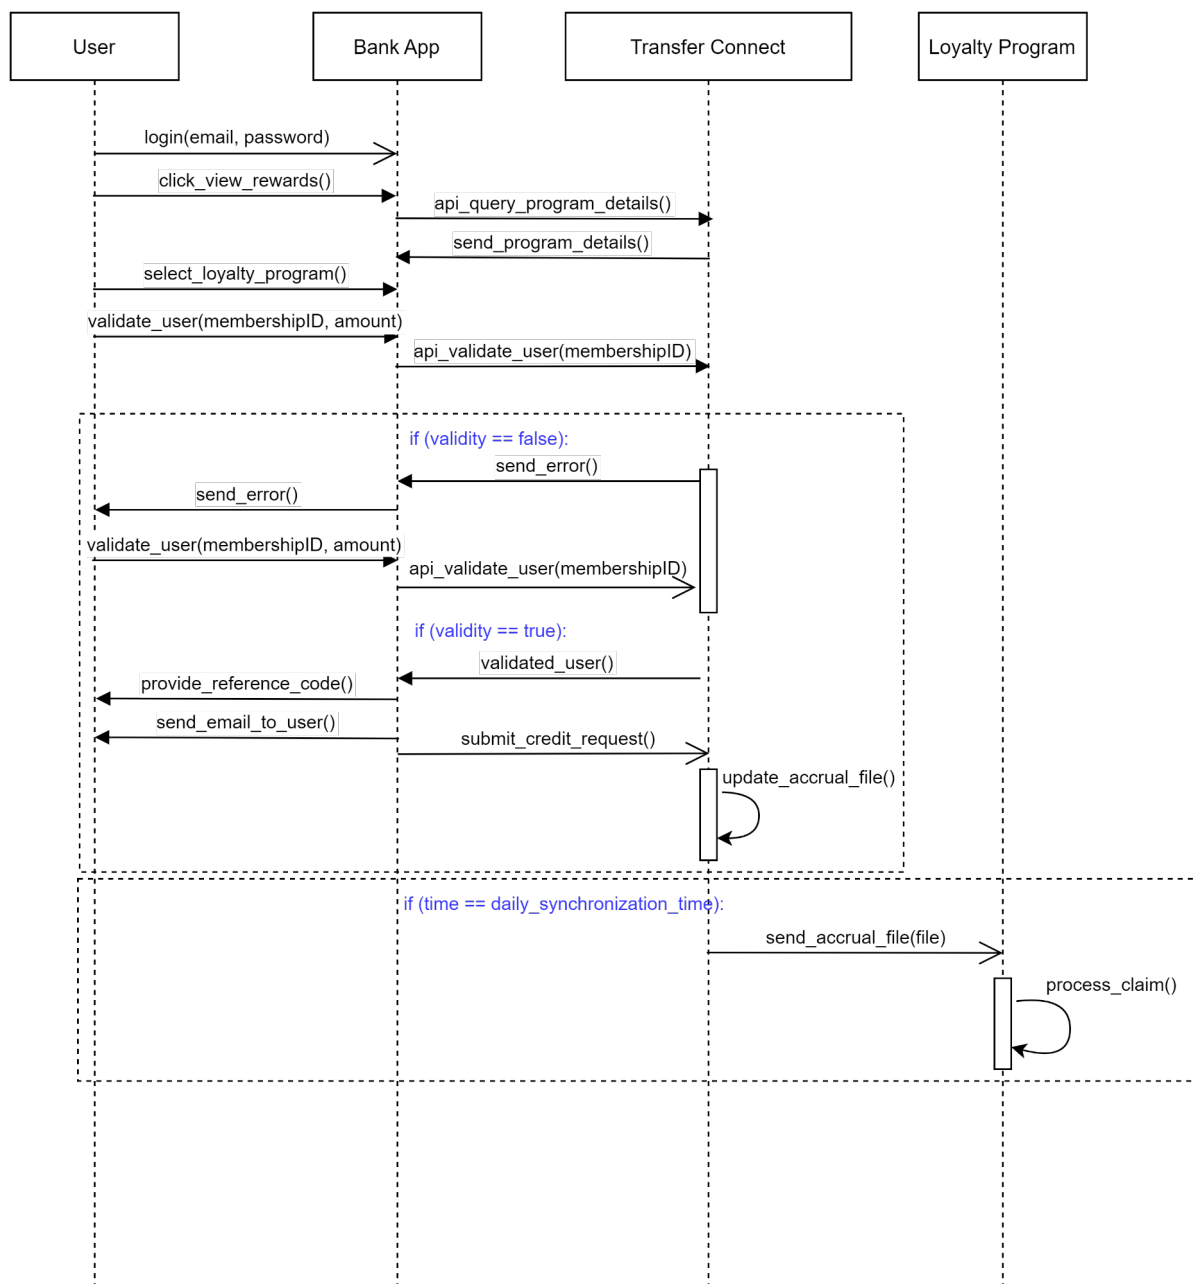 User
Bank App
Transfer Connect
Loyalty Program
login(email, password)
click_view_rewards()
api_query_program_details()
send_program_details()
select_loyalty_program()
validate_user(membershipID, amount)
api_validate_user(membershipID)
if (validity == false):
send_error()
send_error()
validate_user(membershipID, amount)
api_validate_user(membershipID)
if (validity == true):
validated_user()
provide_reference_code()
send_email_to_user()
submit_credit_request()
update_accrual_file()
if (time == daily_synchronization_time):
send_accrual_file(file)
process_claim()